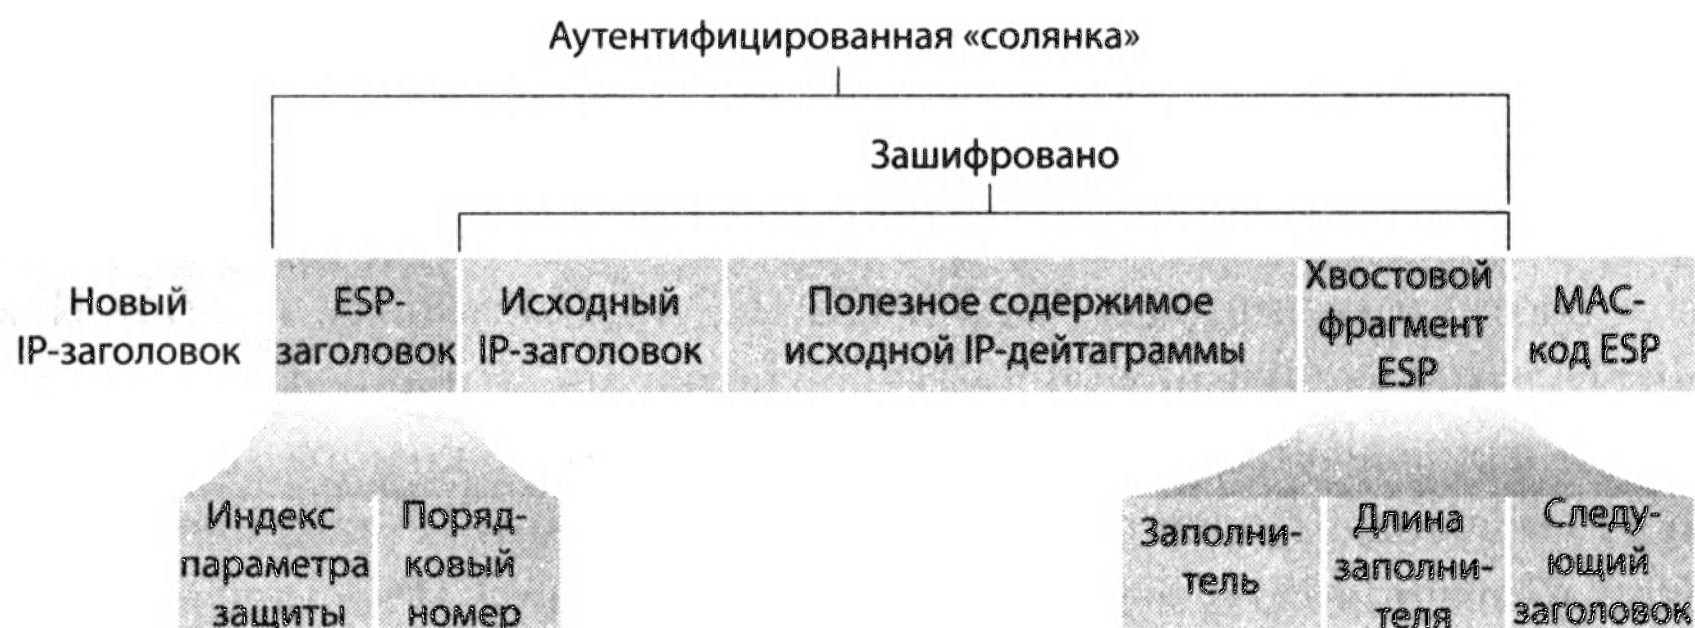 Аутентифицированная «солянка»
Зашифровано
Новый
IP-заголовок
ESP-
заголовок
Исходный
IP-заголовок
Полезное содержимое
исходной IP-дейтаграммы
Хвостовой
фрагмент
ESP
MAC-
код ESP
Индекс
параметра
защиты
Поряд-
ковый
номер
Заполни-
тель
Длина
заполни-
теля
Следу-
ющий
заголовок